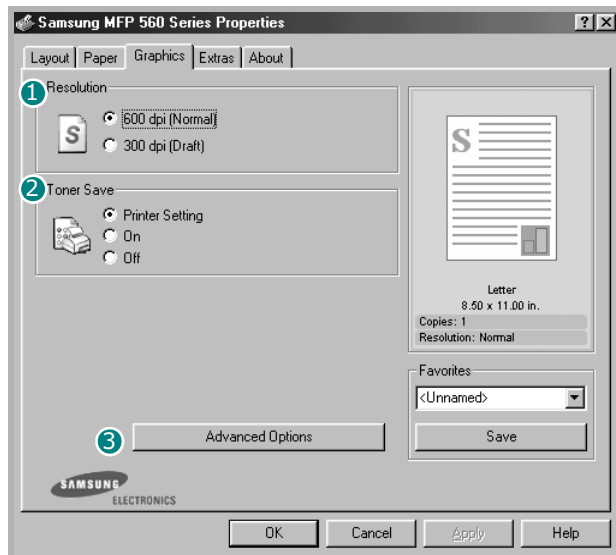 Samsung MFP 560 Series Properties
Layout Paper Graphics Extras About
1 Resolution
S
600 dpi (Normal)
300 dpi (Draft)
2 Toner Save
Printer Setting
On
Off
S
Letter
8.50 x 11.00 in.
Copies: 1
Resolution: Normal
Favorites
<Unnamed>
Save
3 Advanced Options
SAMSUNG
ELECTRONICS
OK Cancel Apply Help